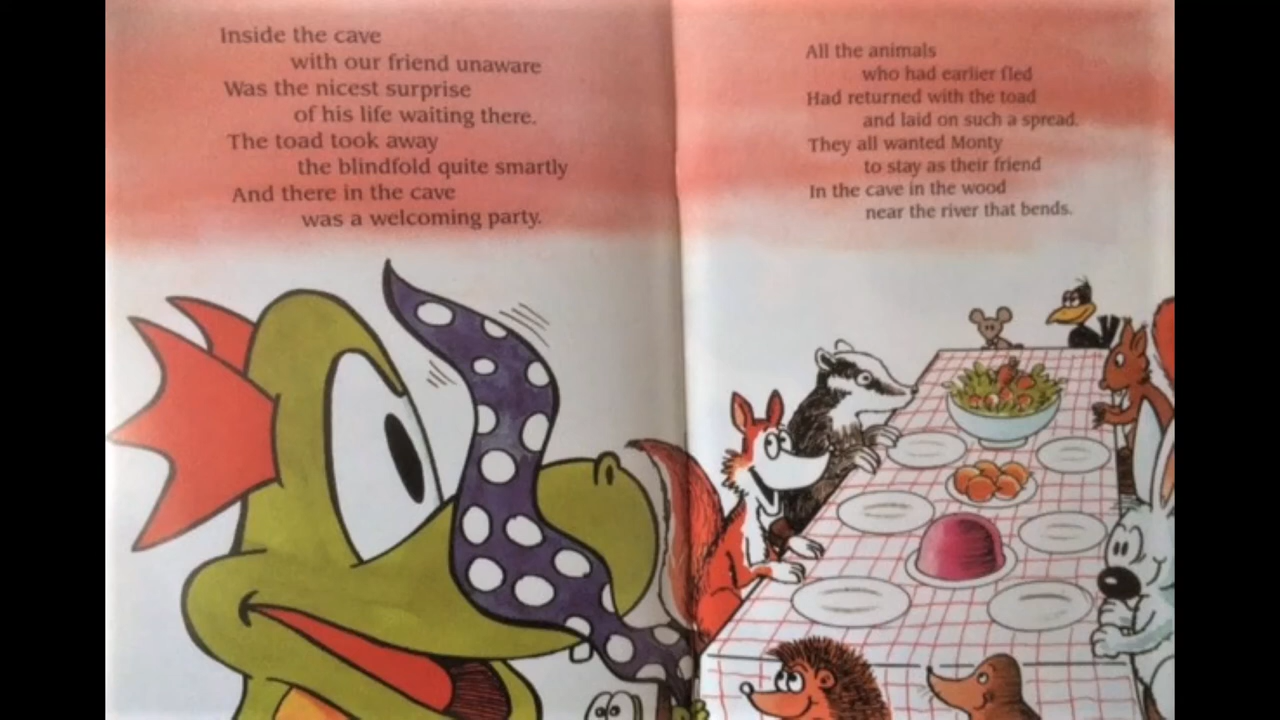 Inside the cave
with our friend unaware
Was the nicest surprise
of his life waiting there.
The toad took away
the blindfold quite smartly
And there in the cave
was a welcoming party.
All the animals
who had earlier fled
Had returned with the toad
and laid on such a spread.
They all wanted Monty
to stay as their friend
In the cave in the wood
near the river that bends.